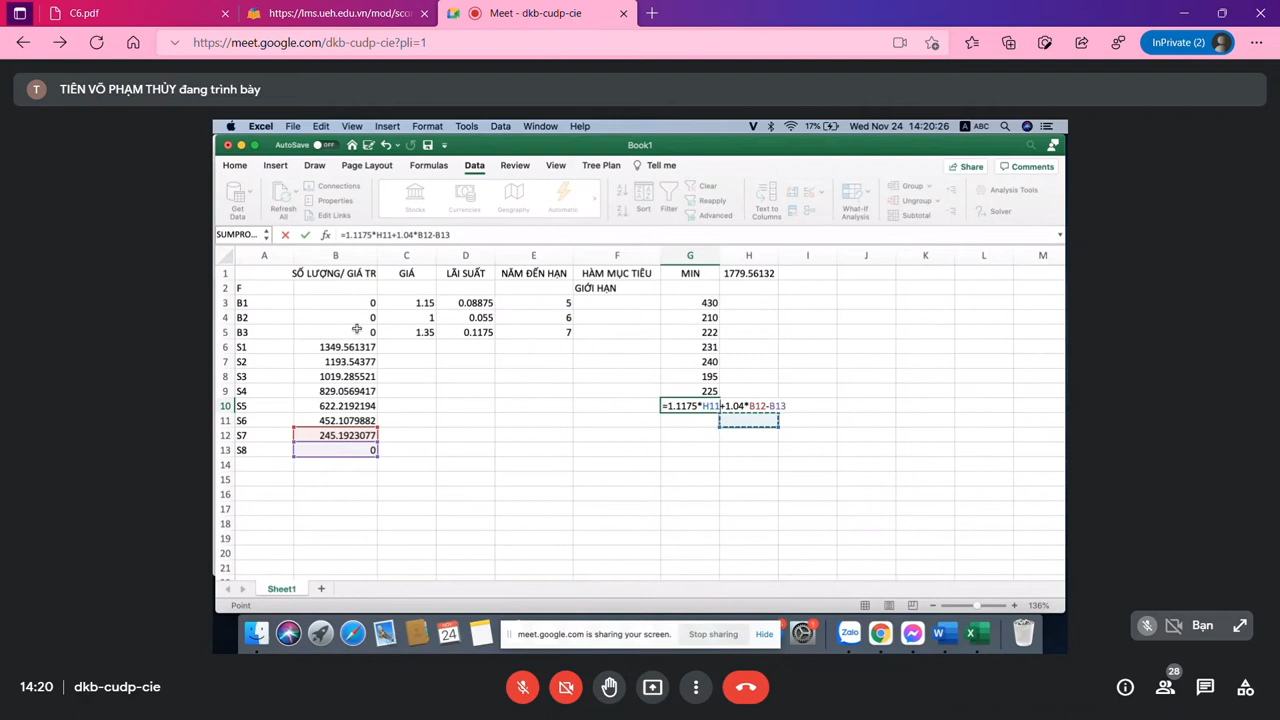 C6.pdf
https://lms.ueh.edu.vn/mod/sco
Meet - dkb-cudp-cie
https://meet.google.com/dkb-cudp-cie?pli=1
InPrivate (2)
T TIÊN VÕ PHẠM THỦY đang trình bày
Excel File Edit View Insert Format Tools Data Window Help
V 17% Wed Nov 24 14:20:26 A ABC
AutoSave OFF
Book1
Home Insert Draw Page Layout Formulas Data Review View Tree Plan Tell me
Share Comments
Get Data
Refresh All
Connections
Properties
Edit Links
Stocks Currencies Geography Automatic
Sort Filter
Clear
Reapply
Advanced
Text to Columns
What-If Analysis
Group
Ungroup
Subtotal
Analysis Tools
Solver
SUMPRO... fx =1.1175*H11+1.04*B12-B13
A B C D E F G H I J K L M
1 SỐ LƯỢNG/ GIÁ TR GIÁ LÃI SUẤT NĂM ĐẾN HẠN HÀM MỤC TIÊU MIN 1779.56132
2 F GIỚI HẠN
3 B1 0 1.15 0.08875 5 430
4 B2 0 1 0.055 6 210
5 B3 0 1.35 0.1175 7 222
6 S1 1349.561317 231
7 S2 1193.54377 240
8 S3 1019.285521 195
9 S4 829.0569417 225
10 S5 622.2192194 =1.1175*H11+1.04*B12-B13
11 S6 452.1079882
12 S7 245.1923077
13 S8 0
14
15
16
17
18
19
20
21
Sheet1
Point
136%
NOV
24
meet.google.com is sharing your screen. Stop sharing Hide
Zalo
1
Bạn
14:20 dkb-cudp-cie
28